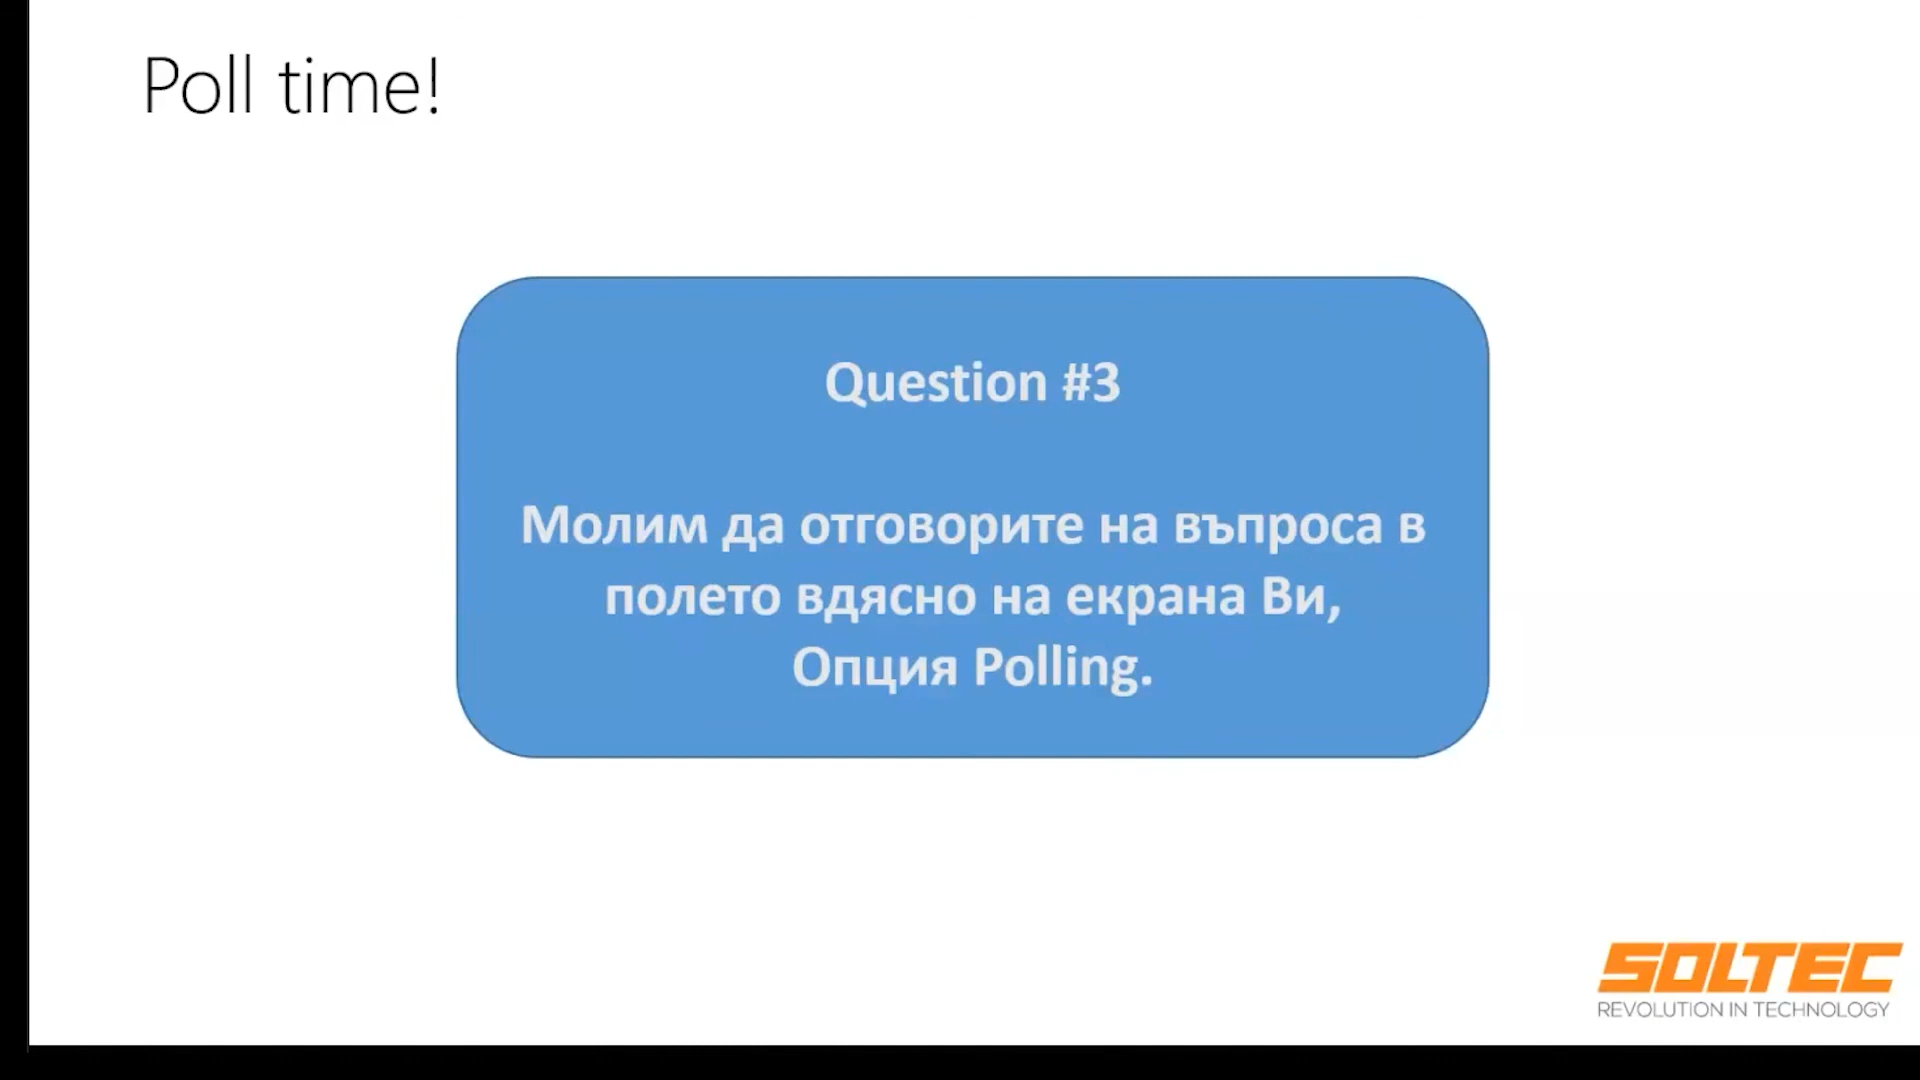 Poll time!
Question #3
Молим да отговорите на въпроса в
полето вдясно на екрана Ви,
Опция Polling.
SOLTEC
REVOLUTION IN TECHNOLOGY